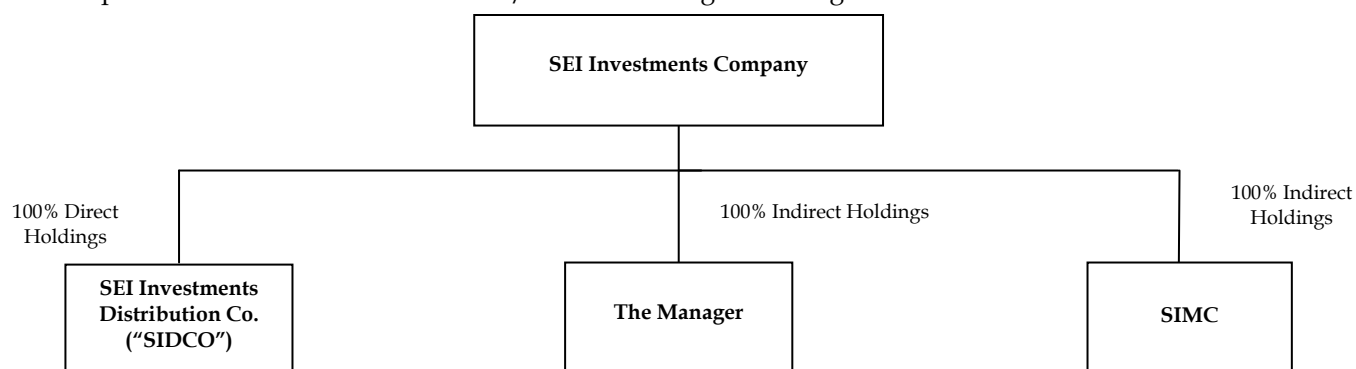 SEI Investments Company
100% Direct
Holdings
100% Indirect Holdings
100% Indirect
Holdings
SEI Investments
Distribution Co.
(“SIDCO”)
The Manager
SIMC